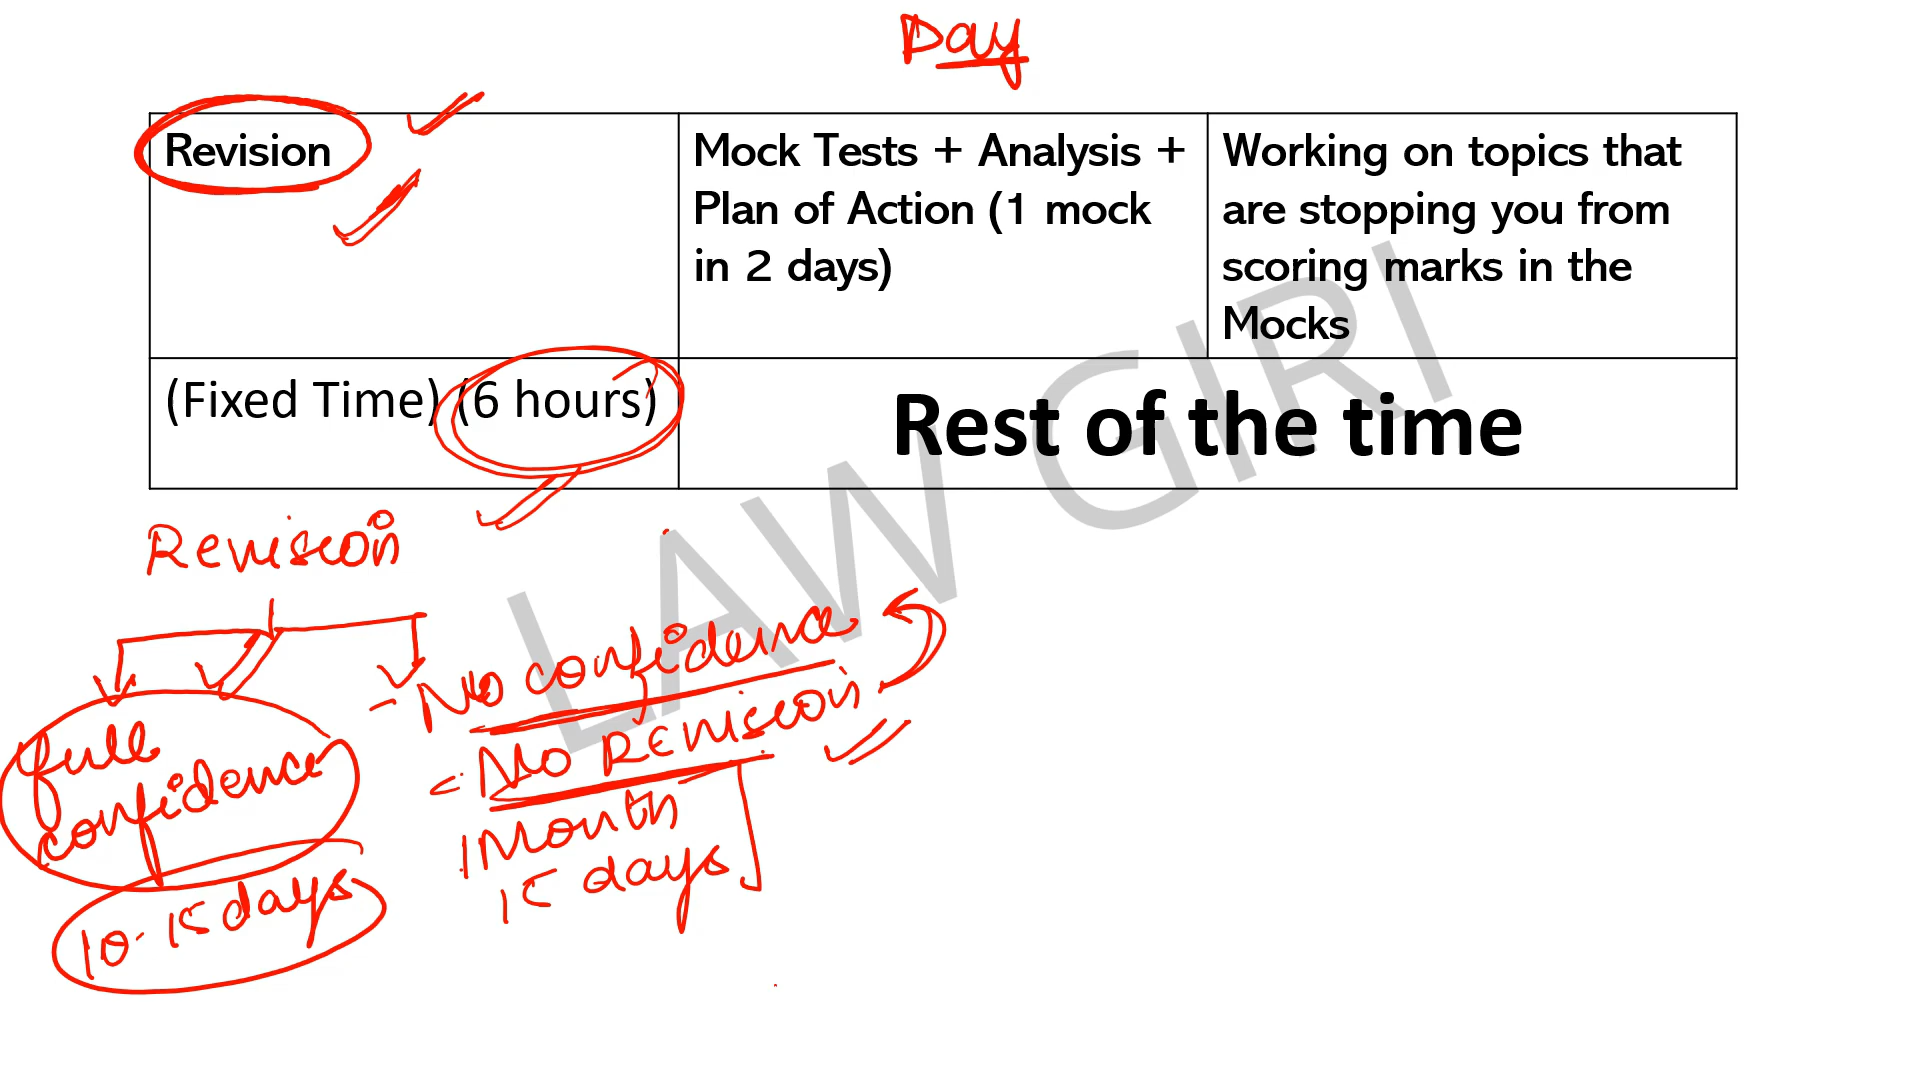 Day
Revision
Mock Tests + Analysis +
Plan of Action (1 mock
in 2 days)
Working on topics that
are stopping you from
scoring marks in the
Mocks
(Fixed Time) (6 hours)
Rest of the time
LAW GIRI
Revision
full
confidence
10-15 days
- No confidence
= No Revision
1 Month
15 days